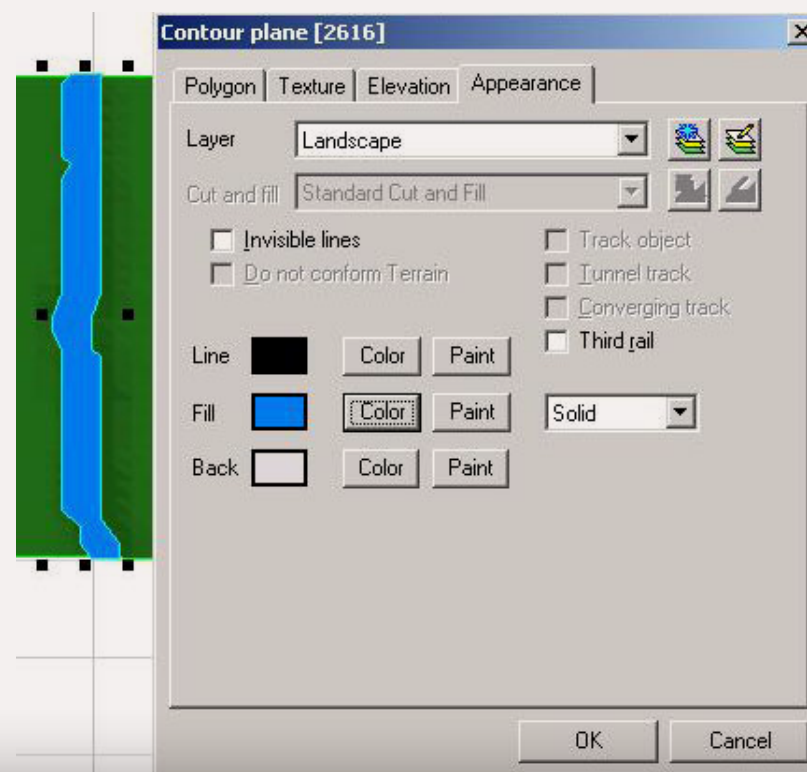 Contour plane [2616]
Polygon Texture Elevation Appearance
Layer Landscape
Cut and fill Standard Cut and Fill
Invisible lines Track object
Do not conform Terrain Tunnel track
Converging track
Third rail
Line Color Paint
Fill Color Paint Solid
Back Color Paint
OK Cancel